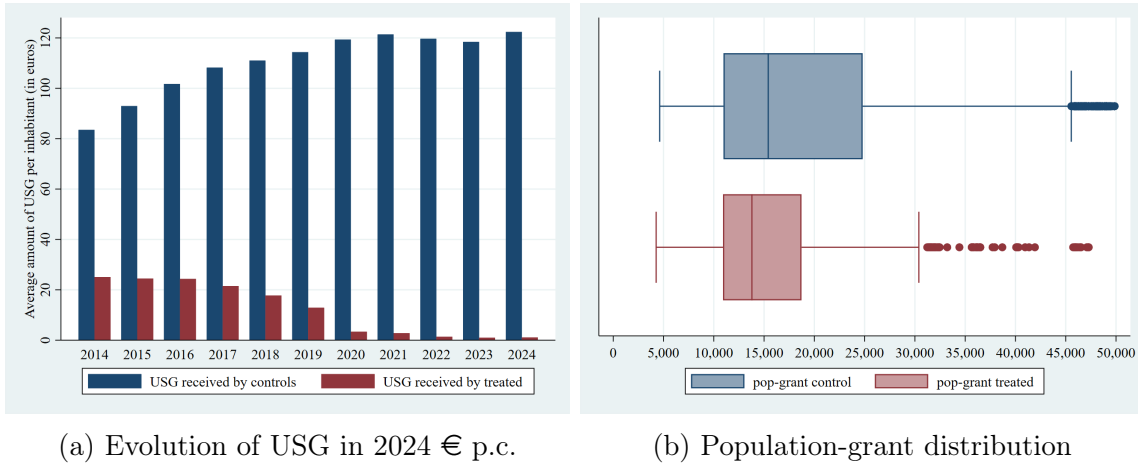 Average amount of USG per inhabitant (in euros)
120
100
80
60
40
20
0
2014 2015 2016 2017 2018 2019 2020 2021 2022 2023 2024
USG received by controls USG received by treated
(a) Evolution of USG in 2024 € p.c.
0 5,000 10,000 15,000 20,000 25,000 30,000 35,000 40,000 45,000 50,000
pop-grant control pop-grant treated
(b) Population-grant distribution